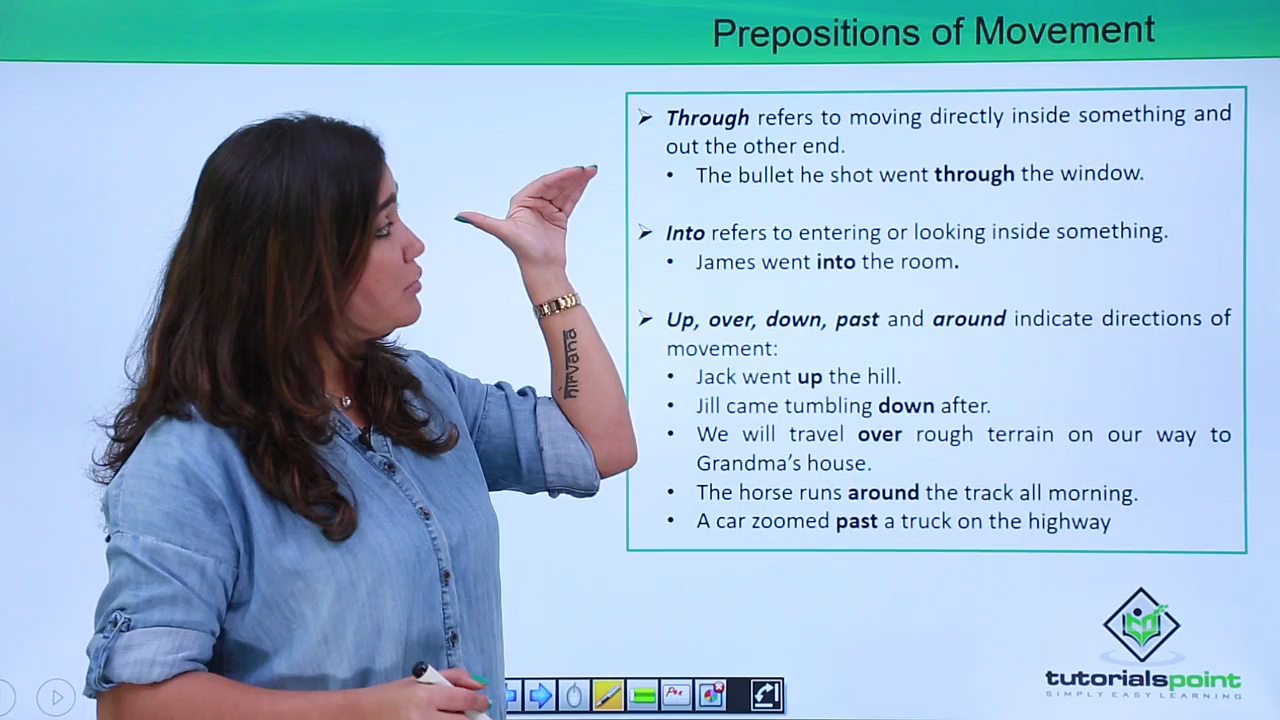 Prepositions of Movement
➢ Through refers to moving directly inside something and
out the other end.
• The bullet he shot went through the window.
➢ Into refers to entering or looking inside something.
• James went into the room.
➢ Up, over, down, past and around indicate directions of
movement:
• Jack went up the hill.
• Jill came tumbling down after.
• We will travel over rough terrain on our way to
Grandma’s house.
• The horse runs around the track all morning.
• A car zoomed past a truck on the highway
nirvana
Pen
tutorialspoint
SIMPLY EASY LEARNING